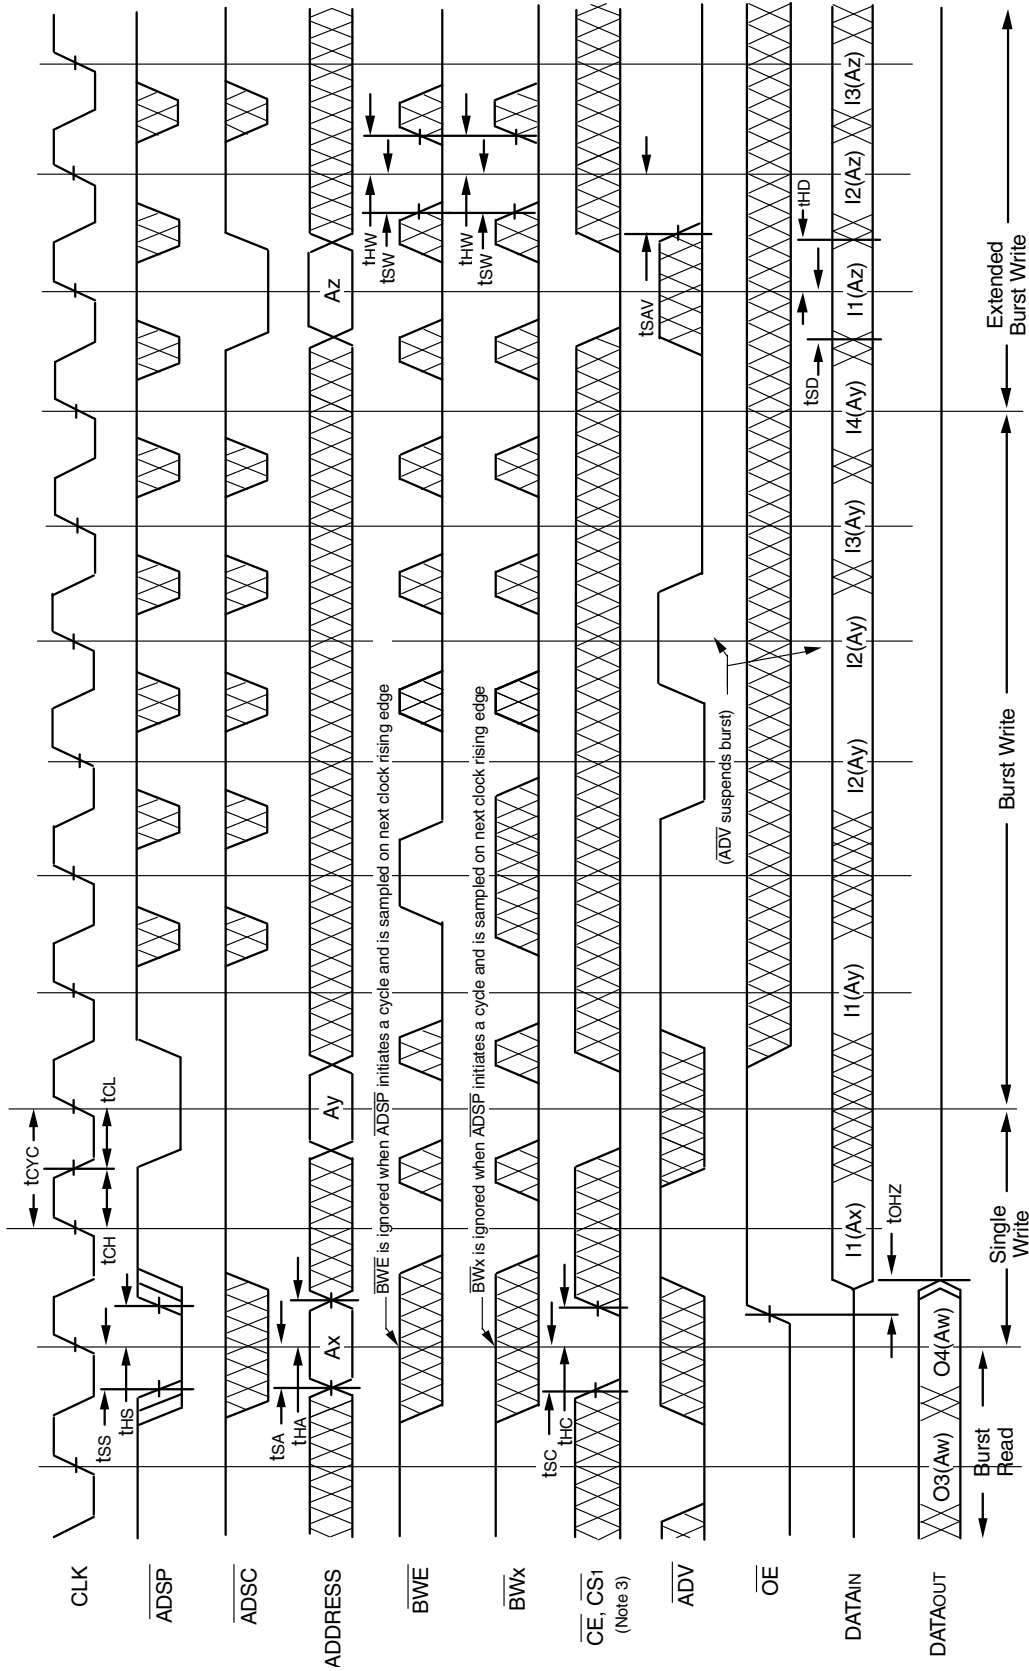 CLK
tCYC
tCH
tCL
ADSP
tSS
tHS
ADSC
ADDRESS
tSA
tHA
Ax
Ay
Az
BWE
BWE is ignored when ADSP initiates a cycle and is sampled on next clock rising edge
tHW
tSW
BWx
BWx is ignored when ADSP initiates a cycle and is sampled on next clock rising edge
tHW
tSW
CE, CS1
(Note 3)
tSC
tHC
ADV
tSAV
(ADV suspends burst)
OE
DATAIN
I1(Ax)
I1(Ay)
I2(Ay)
I2(Ay)
I3(Ay)
I4(Ay)
I1(Az)
I2(Az)
I3(Az)
tSD
tHD
tOHZ
DATAOUT
O3(Aw)
O4(Aw)
Burst
Read
Single
Write
Burst Write
Extended
Burst Write